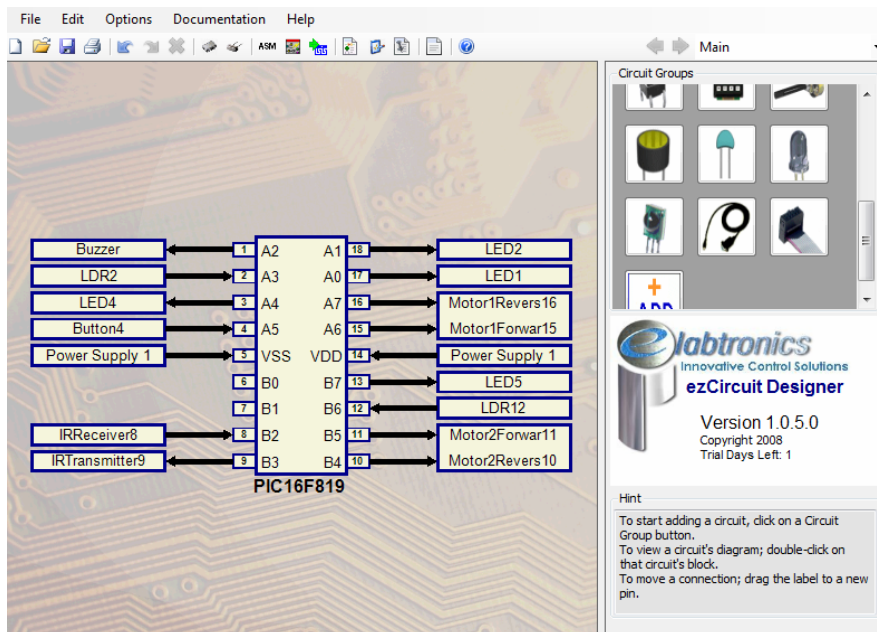 File Edit Options Documentation Help
ASM
Main
Circuit Groups
+
ADD
Buzzer 1 A2 A1 18 LED2
LDR2 2 A3 A0 17 LED1
LED4 3 A4 A7 16 Motor1Revers16
Button4 4 A5 A6 15 Motor1Forwar15
Power Supply 1 5 VSS VDD 14 Power Supply 1
6 B0 B7 13 LED5
7 B1 B6 12 LDR12
IRReceiver8 8 B2 B5 11 Motor2Forwar11
IRTransmitter9 9 B3 B4 10 Motor2Revers10
PIC16F819
elabtronics
Innovative Control Solutions
ezCircuit Designer
Version 1.0.5.0
Copyright 2008
Trial Days Left: 1
Hint
To start adding a circuit, click on a Circuit
Group button.
To view a circuit's diagram; double-click on
that circuit's block.
To move a connection; drag the label to a new
pin.